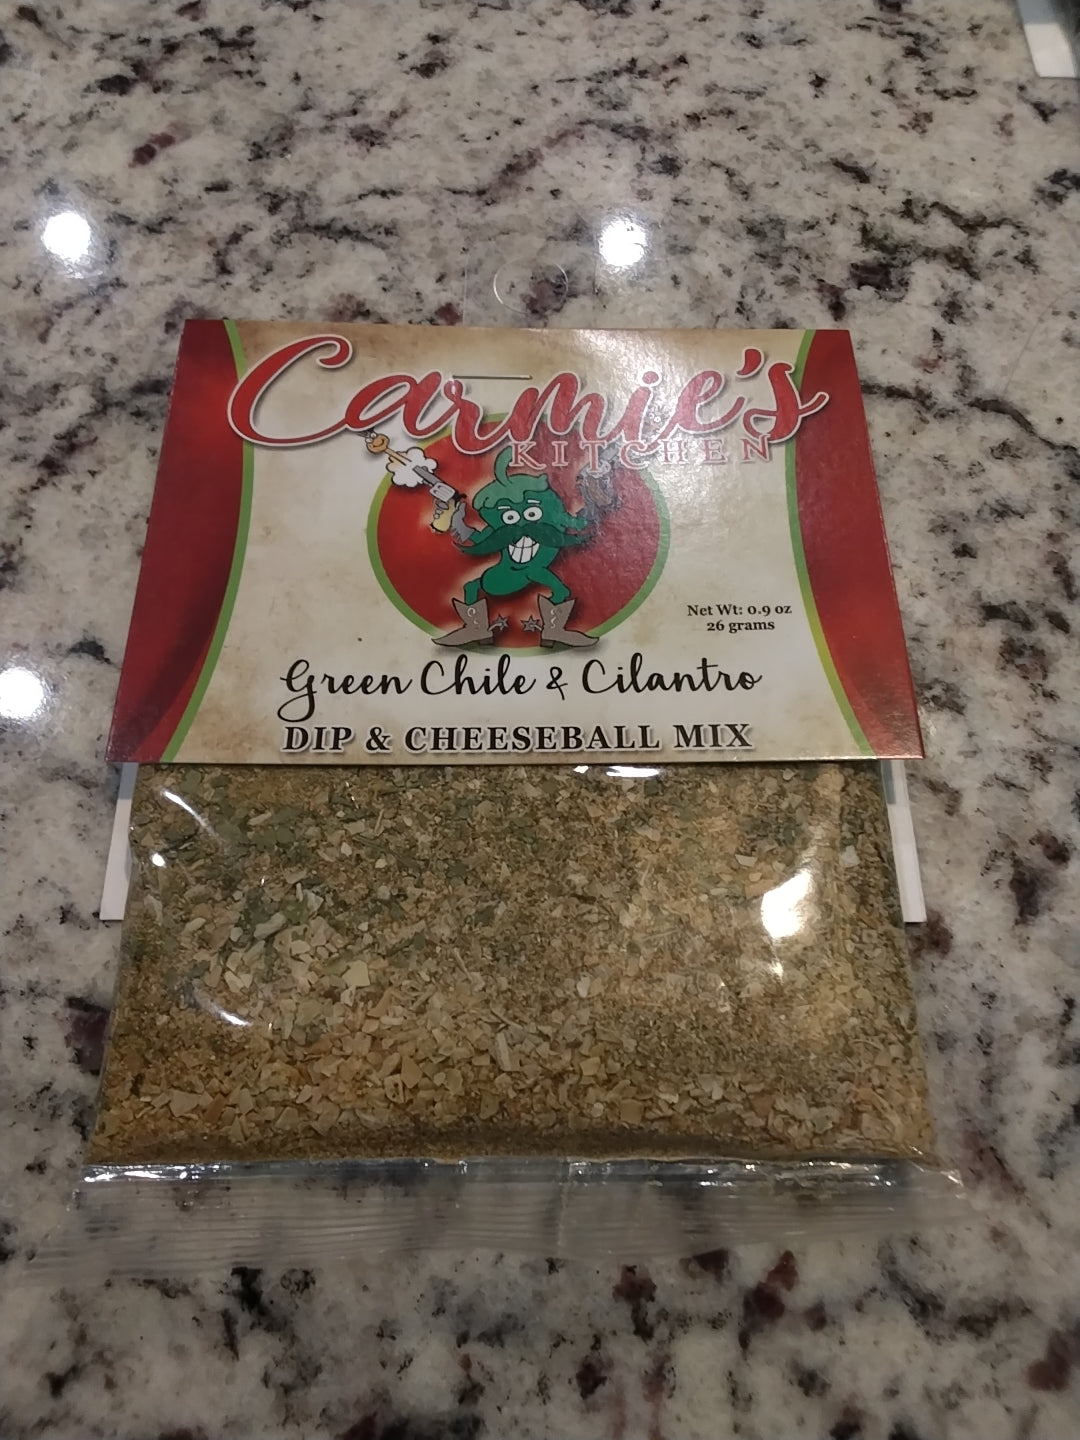 Carmie's
KITCHEN
Net Wt: 0.9 oz
26 grams
Green Chile & Cilantro
DIP & CHEESEBALL MIX